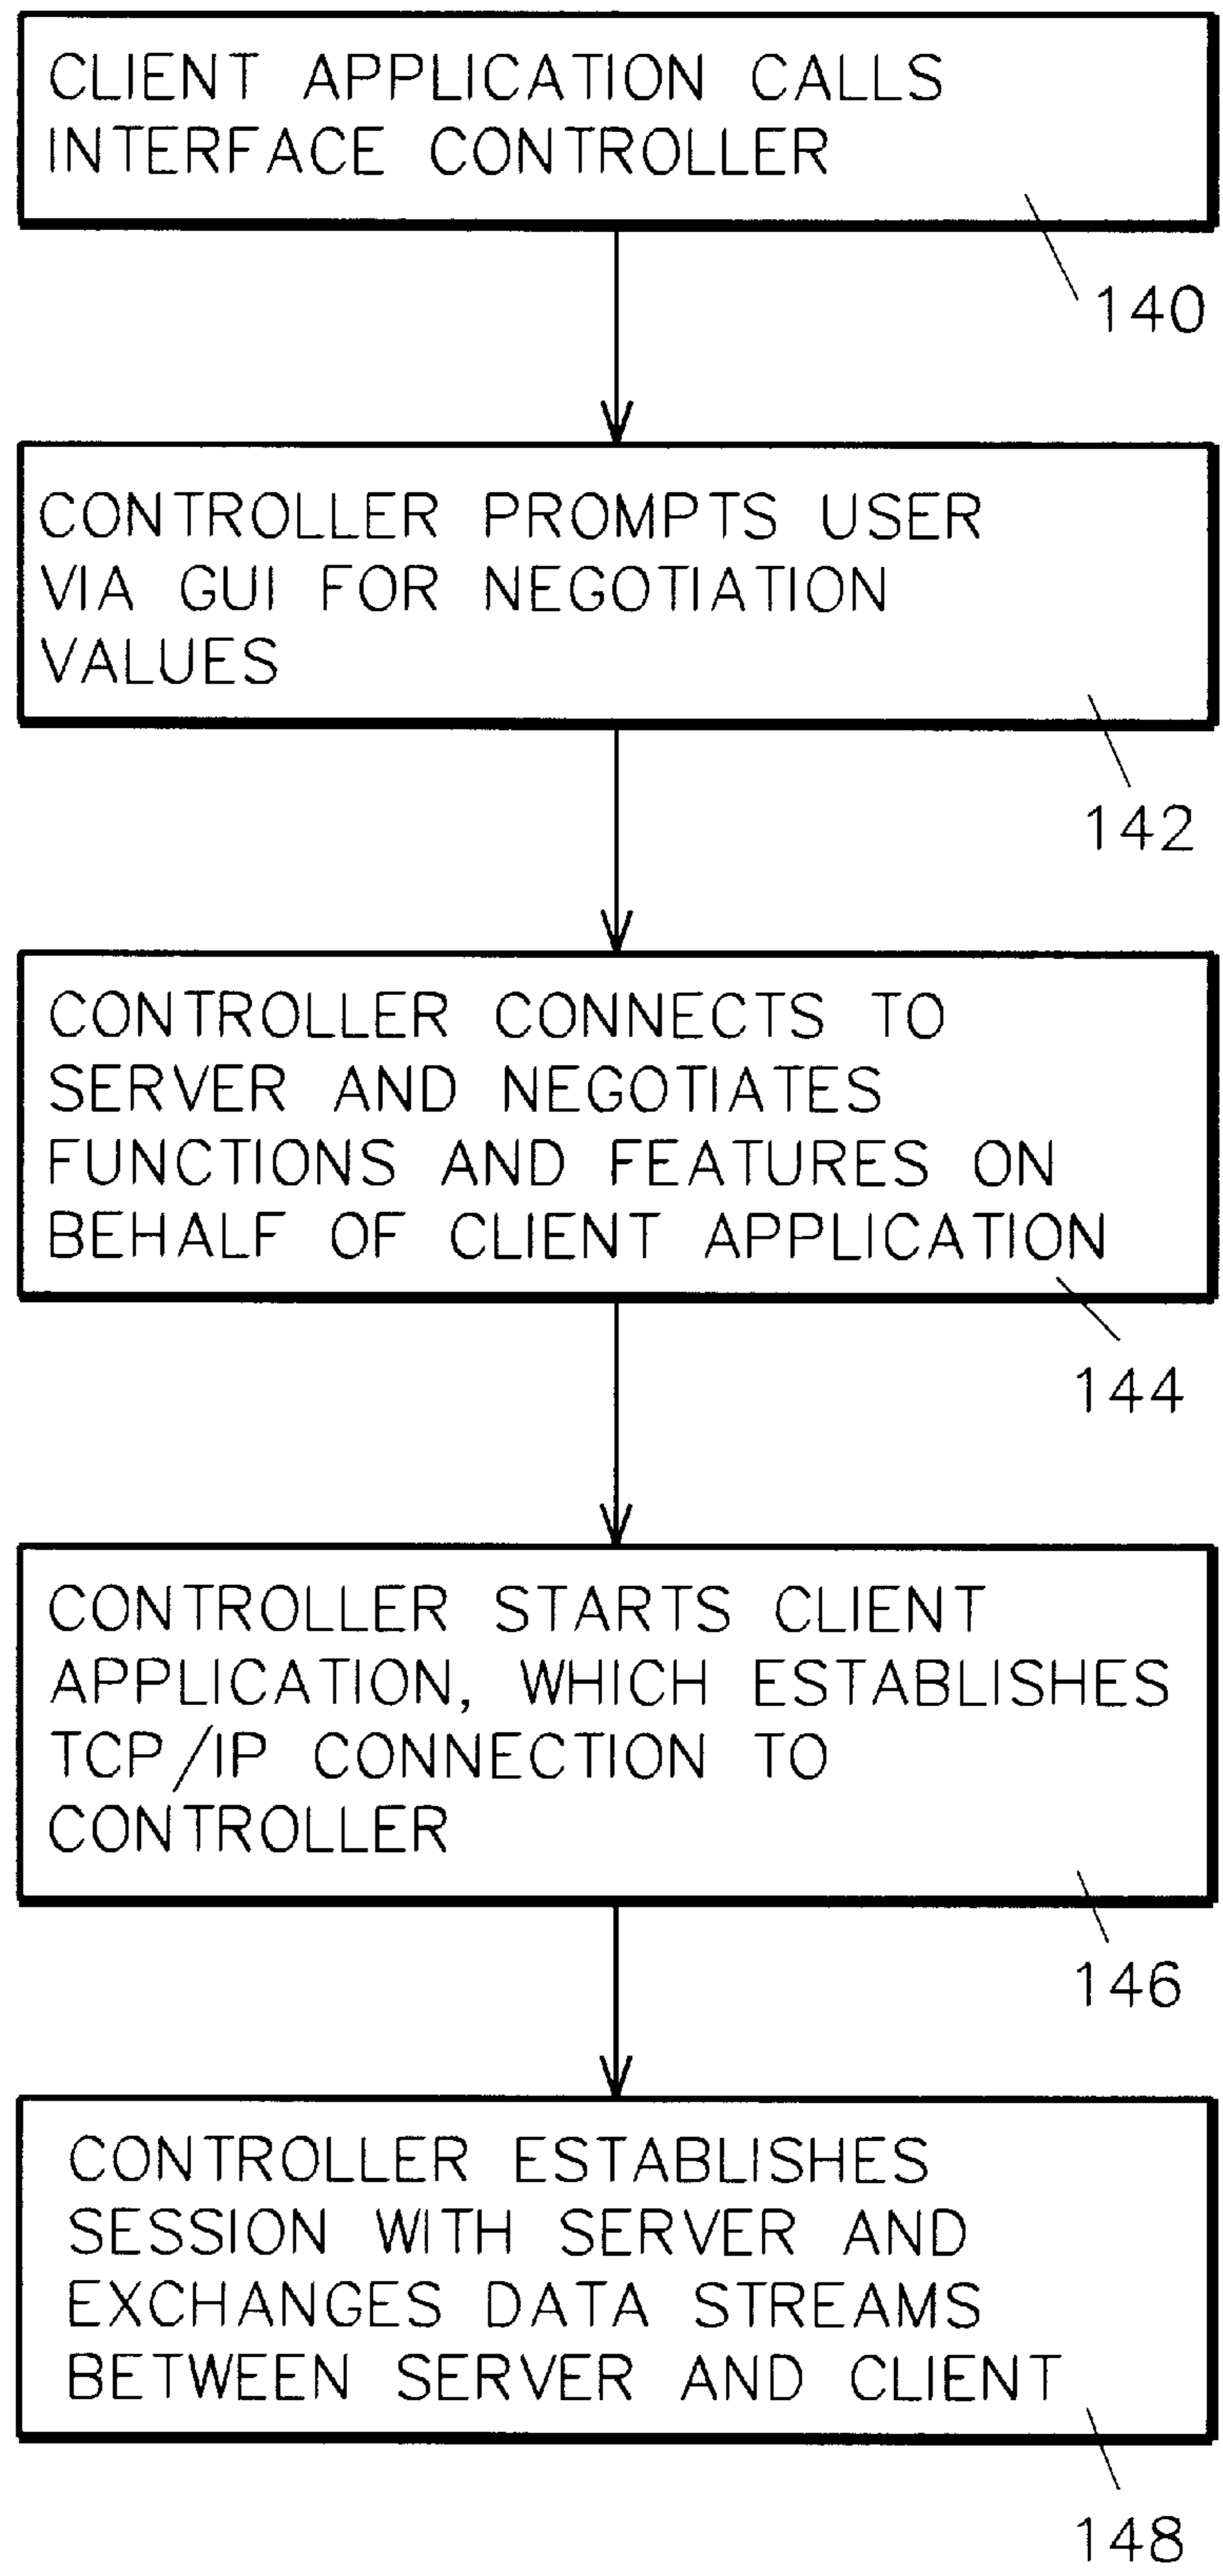 CLIENT APPLICATION CALLS
INTERFACE CONTROLLER
140
CONTROLLER PROMPTS USER
VIA GUI FOR NEGOTIATION
VALUES
142
CONTROLLER CONNECTS TO
SERVER AND NEGOTIATES
FUNCTIONS AND FEATURES ON
BEHALF OF CLIENT APPLICATION
144
CONTROLLER STARTS CLIENT
APPLICATION, WHICH ESTABLISHES
TCP/IP CONNECTION TO
CONTROLLER
146
CONTROLLER ESTABLISHES
SESSION WITH SERVER AND
EXCHANGES DATA STREAMS
BETWEEN SERVER AND CLIENT
148